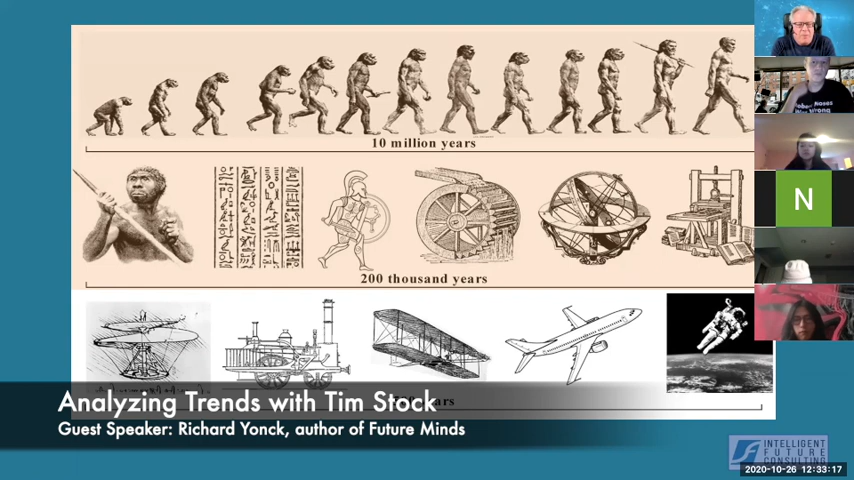 10 million years
200 thousand years
Analyzing Trends with Tim Stock
Guest Speaker: Richard Yonck, author of Future Minds
N
INTELLIGENT
FUTURE
CONSULTING
2020-10-26 12:33:17